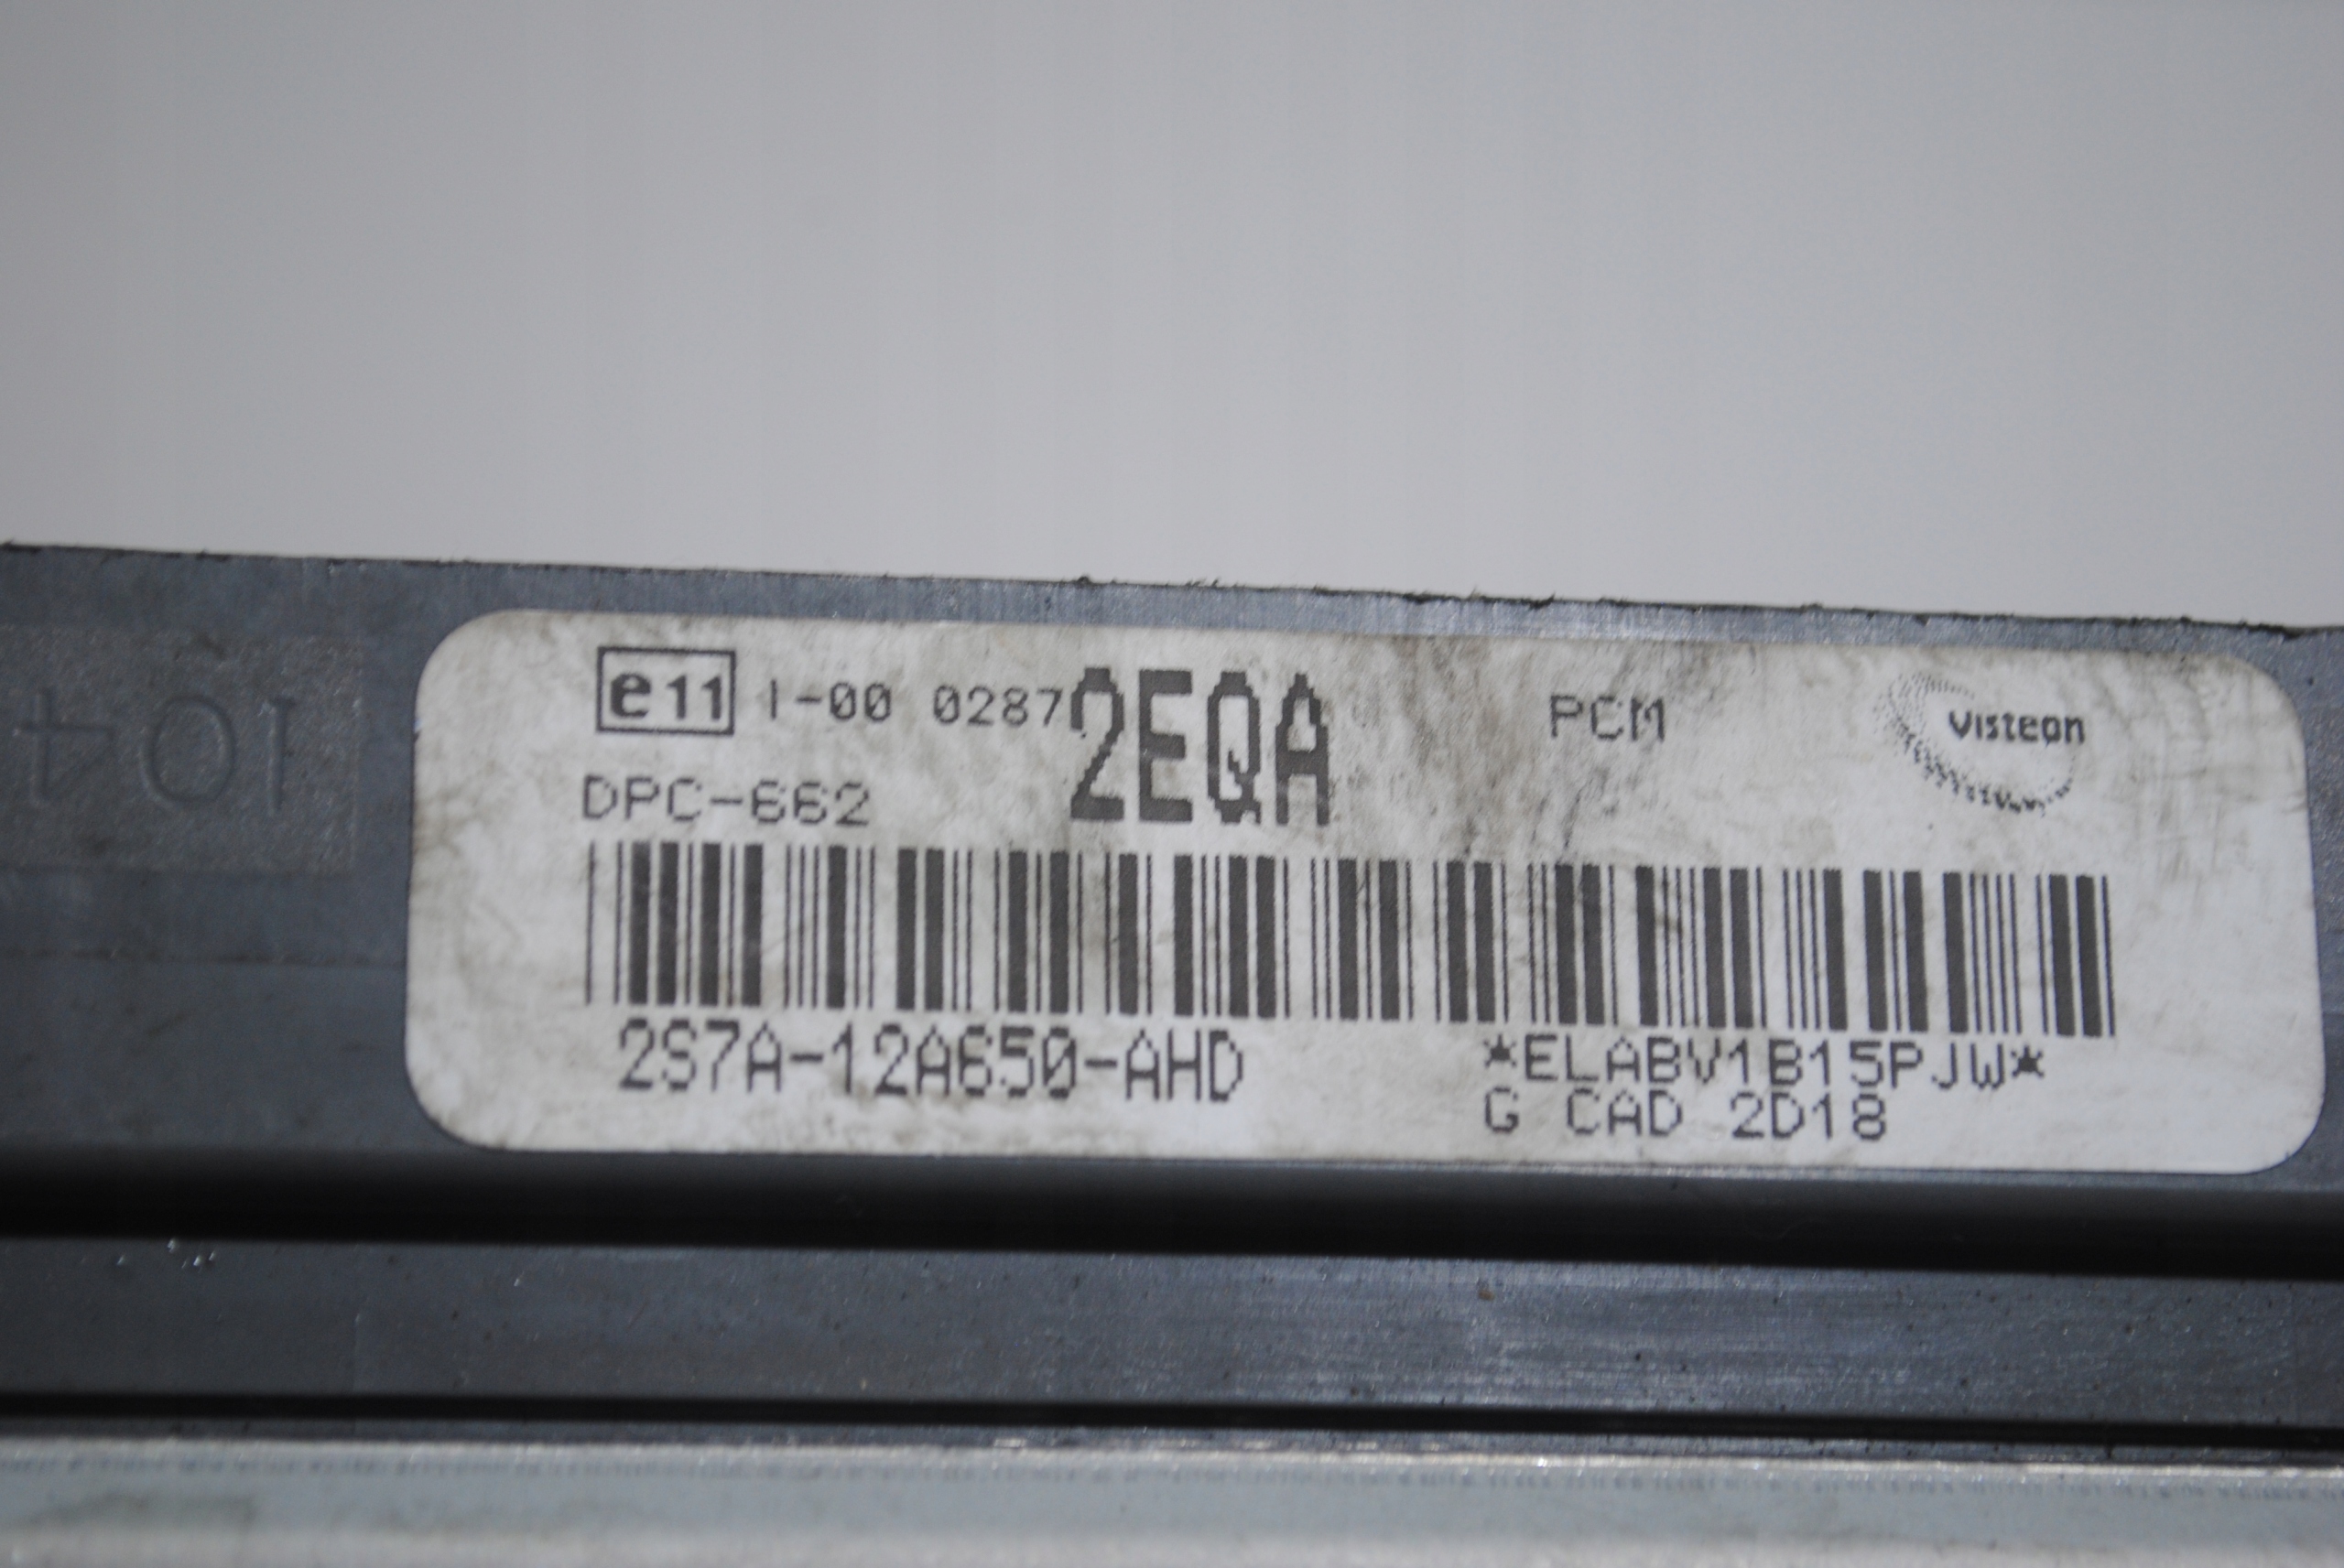 e11 I-00 0287 2EQA PCM Visteon
DPC-662
2S7A-12A650-AHD *ELABV1B15PJW*
G CAD 2D18
104